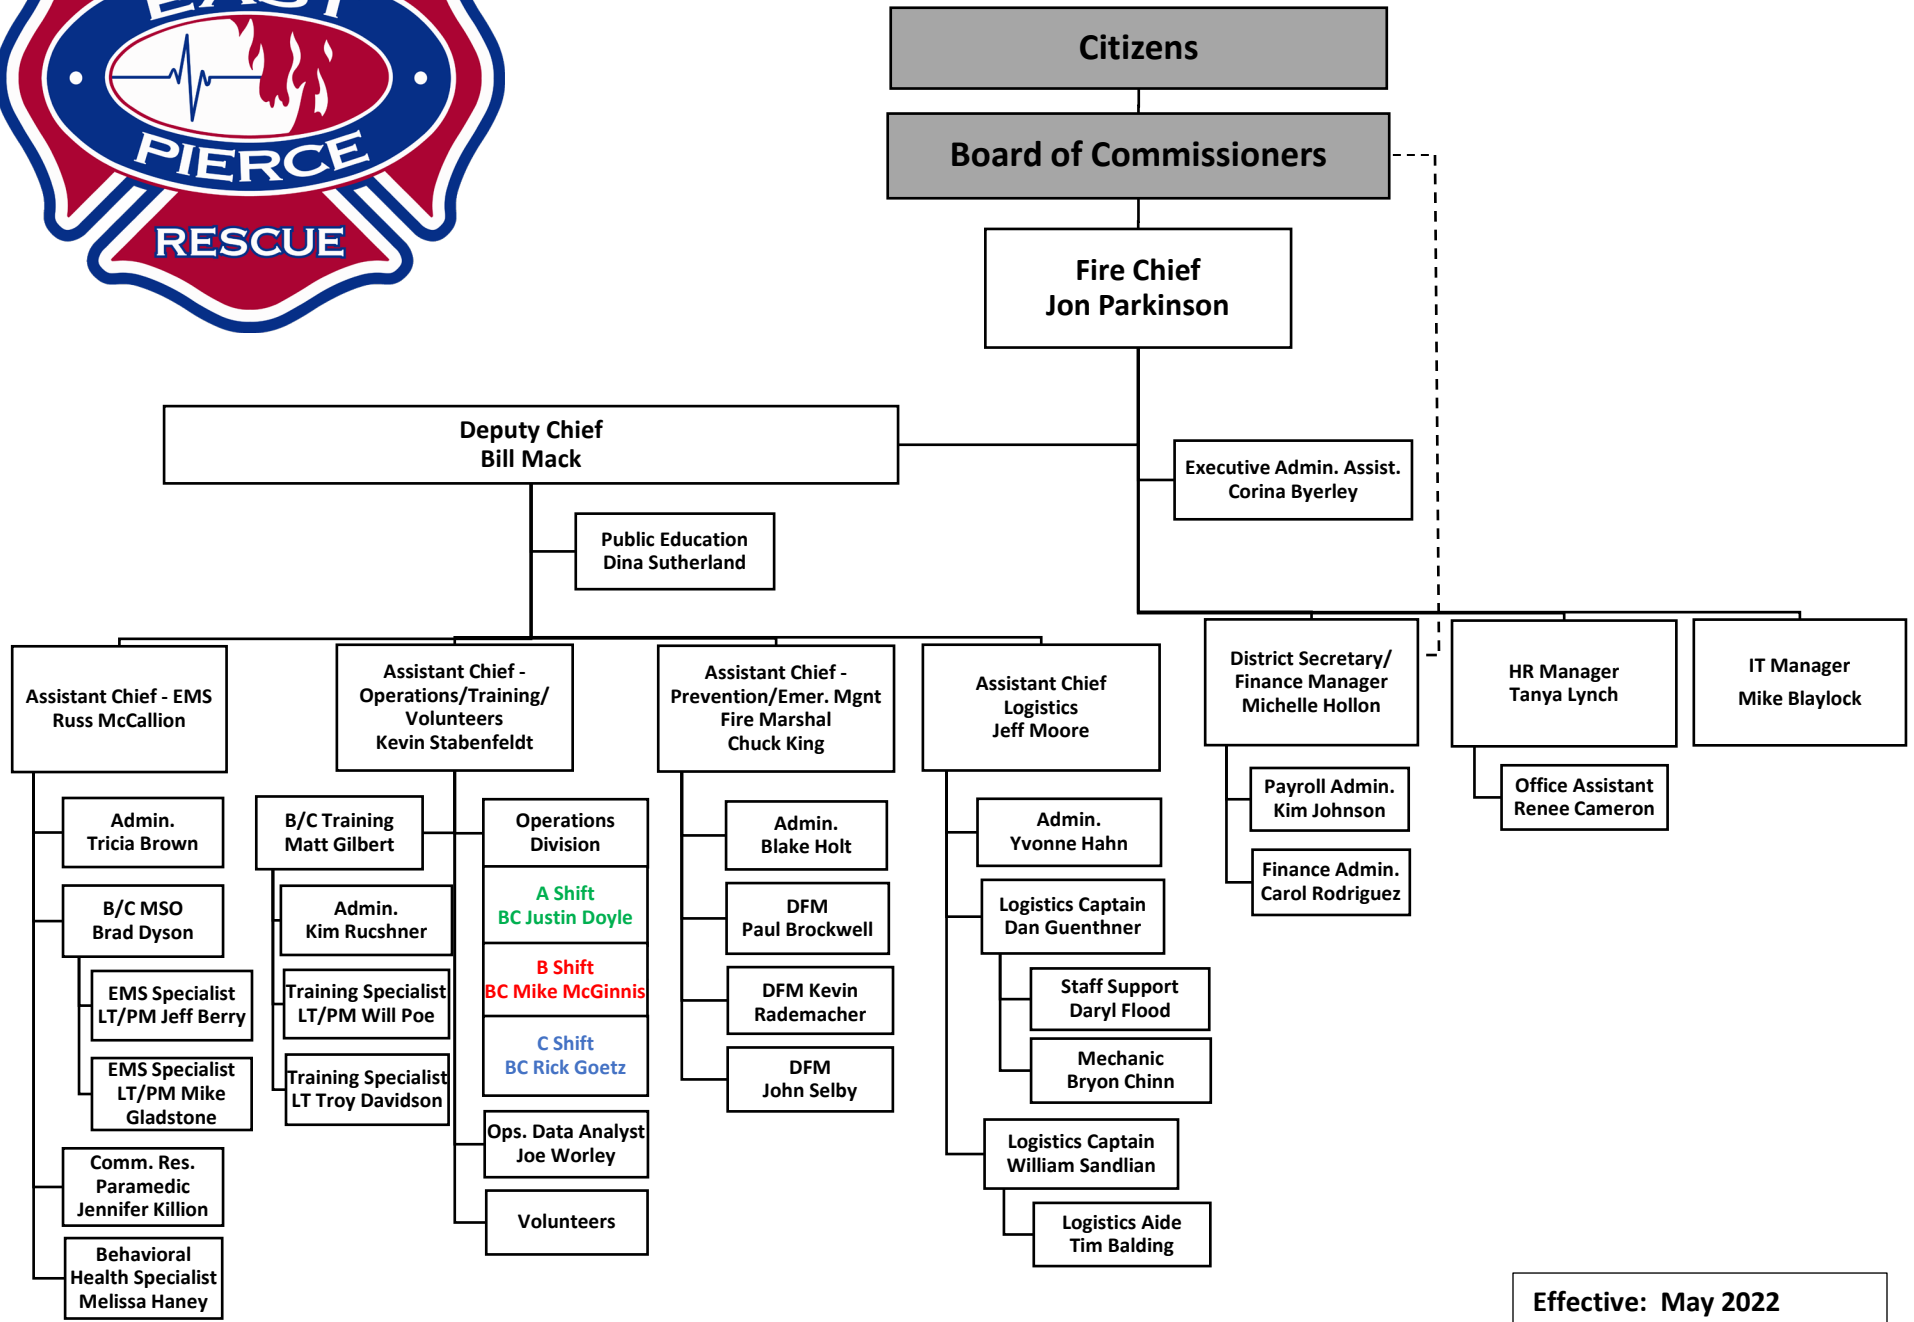 EAST
PIERCE
RESCUE
Citizens
Board of Commissioners
Fire Chief
Jon Parkinson
Deputy Chief
Bill Mack
Executive Admin. Assist.
Corina Byerley
Public Education
Dina Sutherland
Assistant Chief - EMS
Russ McCallion
Assistant Chief -
Operations/Training/
Volunteers
Kevin Stabenfeldt
Assistant Chief -
Prevention/Emer. Mgnt
Fire Marshal
Chuck King
Assistant Chief
Logistics
Jeff Moore
District Secretary/
Finance Manager
Michelle Hollon
HR Manager
Tanya Lynch
IT Manager
Mike Blaylock
Admin.
Tricia Brown
B/C MSO
Brad Dyson
EMS Specialist
LT/PM Jeff Berry
EMS Specialist
LT/PM Mike
Gladstone
Comm. Res.
Paramedic
Jennifer Killion
Behavioral
Health Specialist
Melissa Haney
B/C Training
Matt Gilbert
Admin.
Kim Rucshner
Training Specialist
LT/PM Will Poe
Training Specialist
LT Troy Davidson
Operations
Division
A Shift
BC Justin Doyle
B Shift
BC Mike McGinnis
C Shift
BC Rick Goetz
Ops. Data Analyst
Joe Worley
Volunteers
Admin.
Blake Holt
DFM
Paul Brockwell
DFM Kevin
Rademacher
DFM
John Selby
Admin.
Yvonne Hahn
Logistics Captain
Dan Guenthner
Staff Support
Daryl Flood
Mechanic
Bryon Chinn
Logistics Captain
William Sandlian
Logistics Aide
Tim Balding
Payroll Admin.
Kim Johnson
Finance Admin.
Carol Rodriguez
Office Assistant
Renee Cameron
Effective:  May 2022